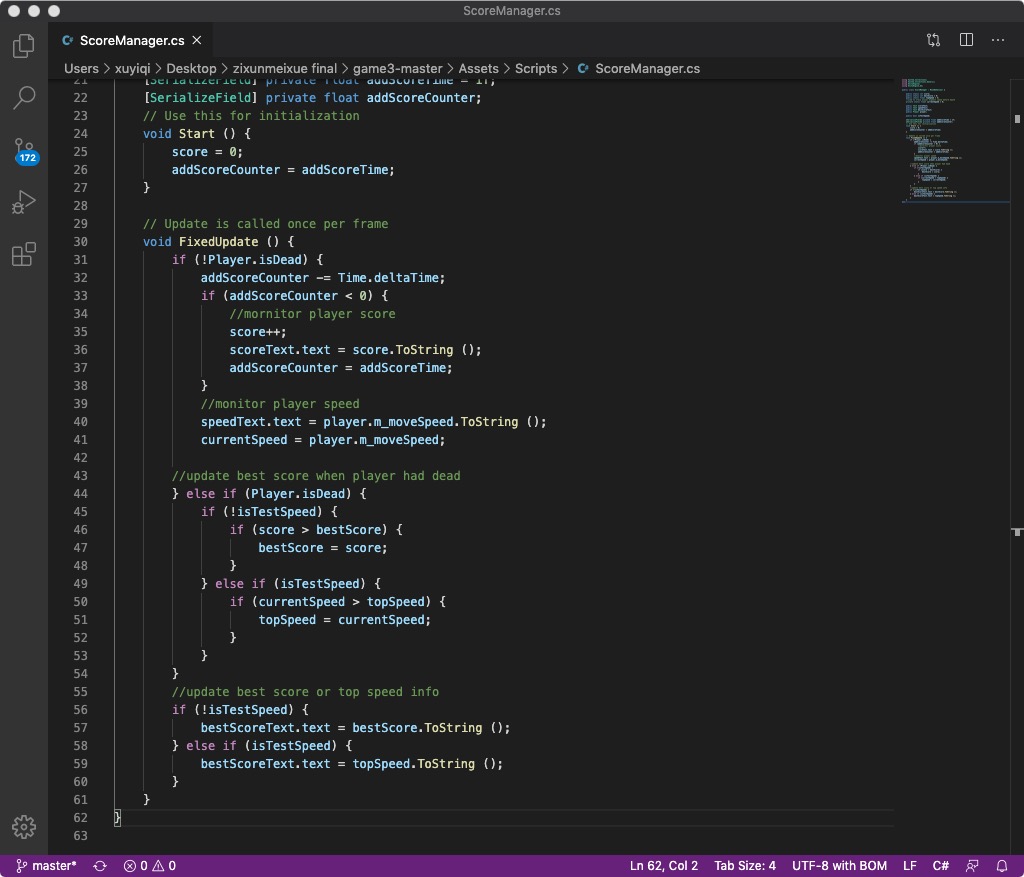 ScoreManager.cs
ScoreManager.cs
Users > xuyiqi > Desktop > zixunmeixue final > game3-master > Assets > Scripts > ScoreManager.cs
21 [SerializeField] private float addScoreTime = 1f;
22 [SerializeField] private float addScoreCounter;
23 // Use this for initialization
24 void Start () {
25 score = 0;
26 addScoreCounter = addScoreTime;
27 }
28
29 // Update is called once per frame
30 void FixedUpdate () {
31 if (!Player.isDead) {
32 addScoreCounter -= Time.deltaTime;
33 if (addScoreCounter < 0) {
34 //mornitor player score
35 score++;
36 scoreText.text = score.ToString ();
37 addScoreCounter = addScoreTime;
38 }
39 //monitor player speed
40 speedText.text = player.m_moveSpeed.ToString ();
41 currentSpeed = player.m_moveSpeed;
42
43 //update best score when player had dead
44 } else if (Player.isDead) {
45 if (!isTestSpeed) {
46 if (score > bestScore) {
47 bestScore = score;
48 }
49 } else if (isTestSpeed) {
50 if (currentSpeed > topSpeed) {
51 topSpeed = currentSpeed;
52 }
53 }
54 }
55 //update best score or top speed info
56 if (!isTestSpeed) {
57 bestScoreText.text = bestScore.ToString ();
58 } else if (isTestSpeed) {
59 bestScoreText.text = topSpeed.ToString ();
60 }
61 }
62 }
63
172
master* 0 0 Ln 62, Col 2 Tab Size: 4 UTF-8 with BOM LF C#